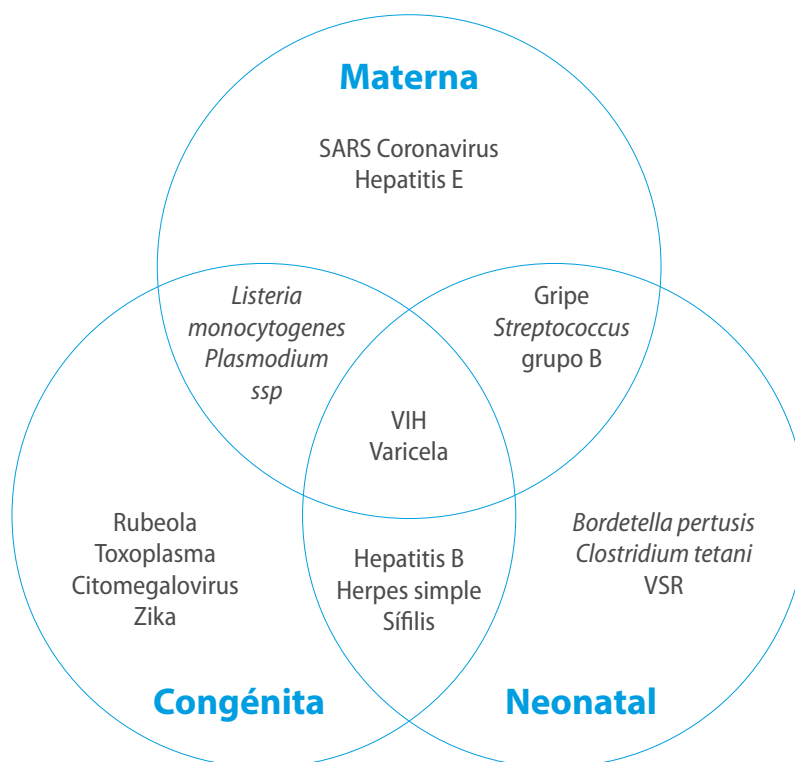 Materna
SARS Coronavirus
Hepatitis E
Listeria
monocytogenes
Plasmodium
ssp
Gripe
Streptococcus
grupo B
VIH
Varicela
Rubeola
Toxoplasma
Citomegalovirus
Zika
Hepatitis B
Herpes simple
Sífilis
Bordetella pertusis
Clostridium tetani
VSR
Congénita
Neonatal